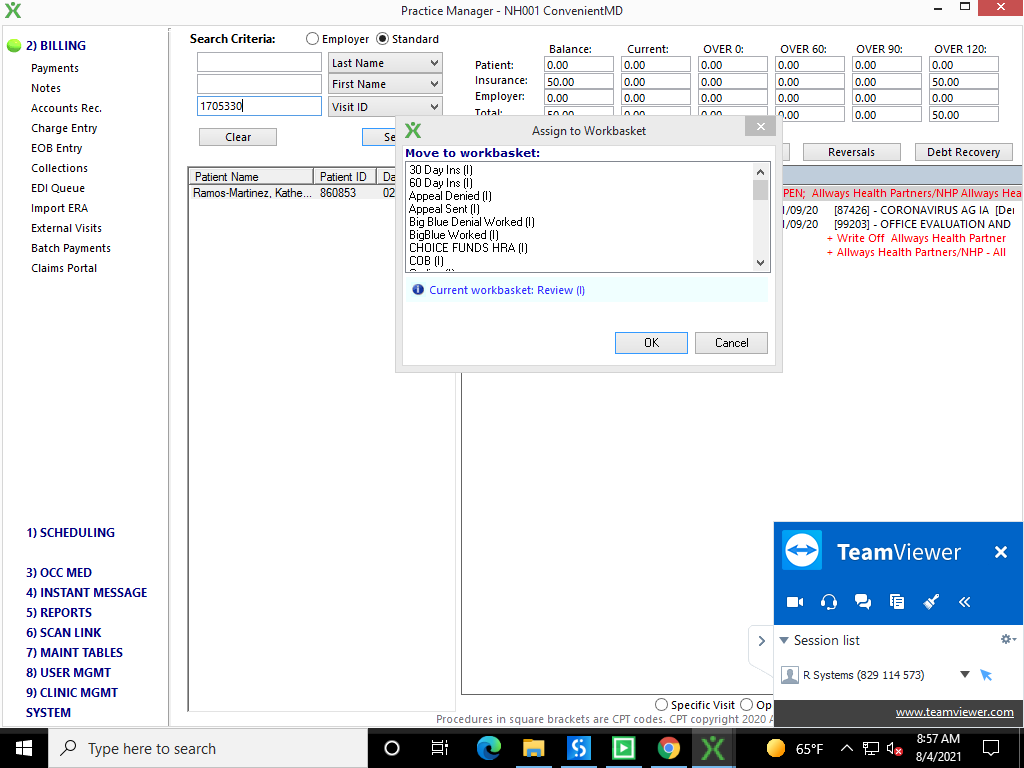 Practice Manager - NH001 ConvenientMD
2) BILLING
Payments
Notes
Accounts Rec.
Charge Entry
EOB Entry
Collections
EDI Queue
Import ERA
External Visits
Batch Payments
Claims Portal
1) SCHEDULING
3) OCC MED
4) INSTANT MESSAGE
5) REPORTS
6) SCAN LINK
7) MAINT TABLES
8) USER MGMT
9) CLINIC MGMT
SYSTEM
Search Criteria: Employer Standard
Last Name
First Name
1705330 Visit ID
Clear Se
Balance: Current: OVER 0: OVER 60: OVER 90: OVER 120:
Patient: 0.00 0.00 0.00 0.00 0.00 0.00
Insurance: 50.00 0.00 0.00 0.00 0.00 50.00
Employer: 0.00 0.00 0.00 0.00 0.00 0.00
Total: 50.00 0.00 0.00 0.00 0.00 50.00
Reversals Debt Recovery
Patient Name Patient ID Da
Ramos-Martinez, Kathe... 860853 02
PEN; Allways Health Partners/NHP Allways Hea
1/09/20 [87426] - CORONAVIRUS AG IA [Der
1/09/20 [99203] - OFFICE EVALUATION AND
+ Write Off Allways Health Partner
+ Allways Health Partners/NHP - All
Assign to Workbasket
Move to workbasket:
30 Day Ins (I)
60 Day Ins (I)
Appeal Denied (I)
Appeal Sent (I)
Big Blue Denial Worked (I)
BigBlue Worked (I)
CHOICE FUNDS HRA (I)
COB (I)
Current workbasket: Review (I)
OK Cancel
Specific Visit Op
Procedures in square brackets are CPT codes. CPT copyright 2020 A
TeamViewer
Session list
R Systems (829 114 573)
www.teamviewer.com
Type here to search
65°F
8:57 AM
8/4/2021